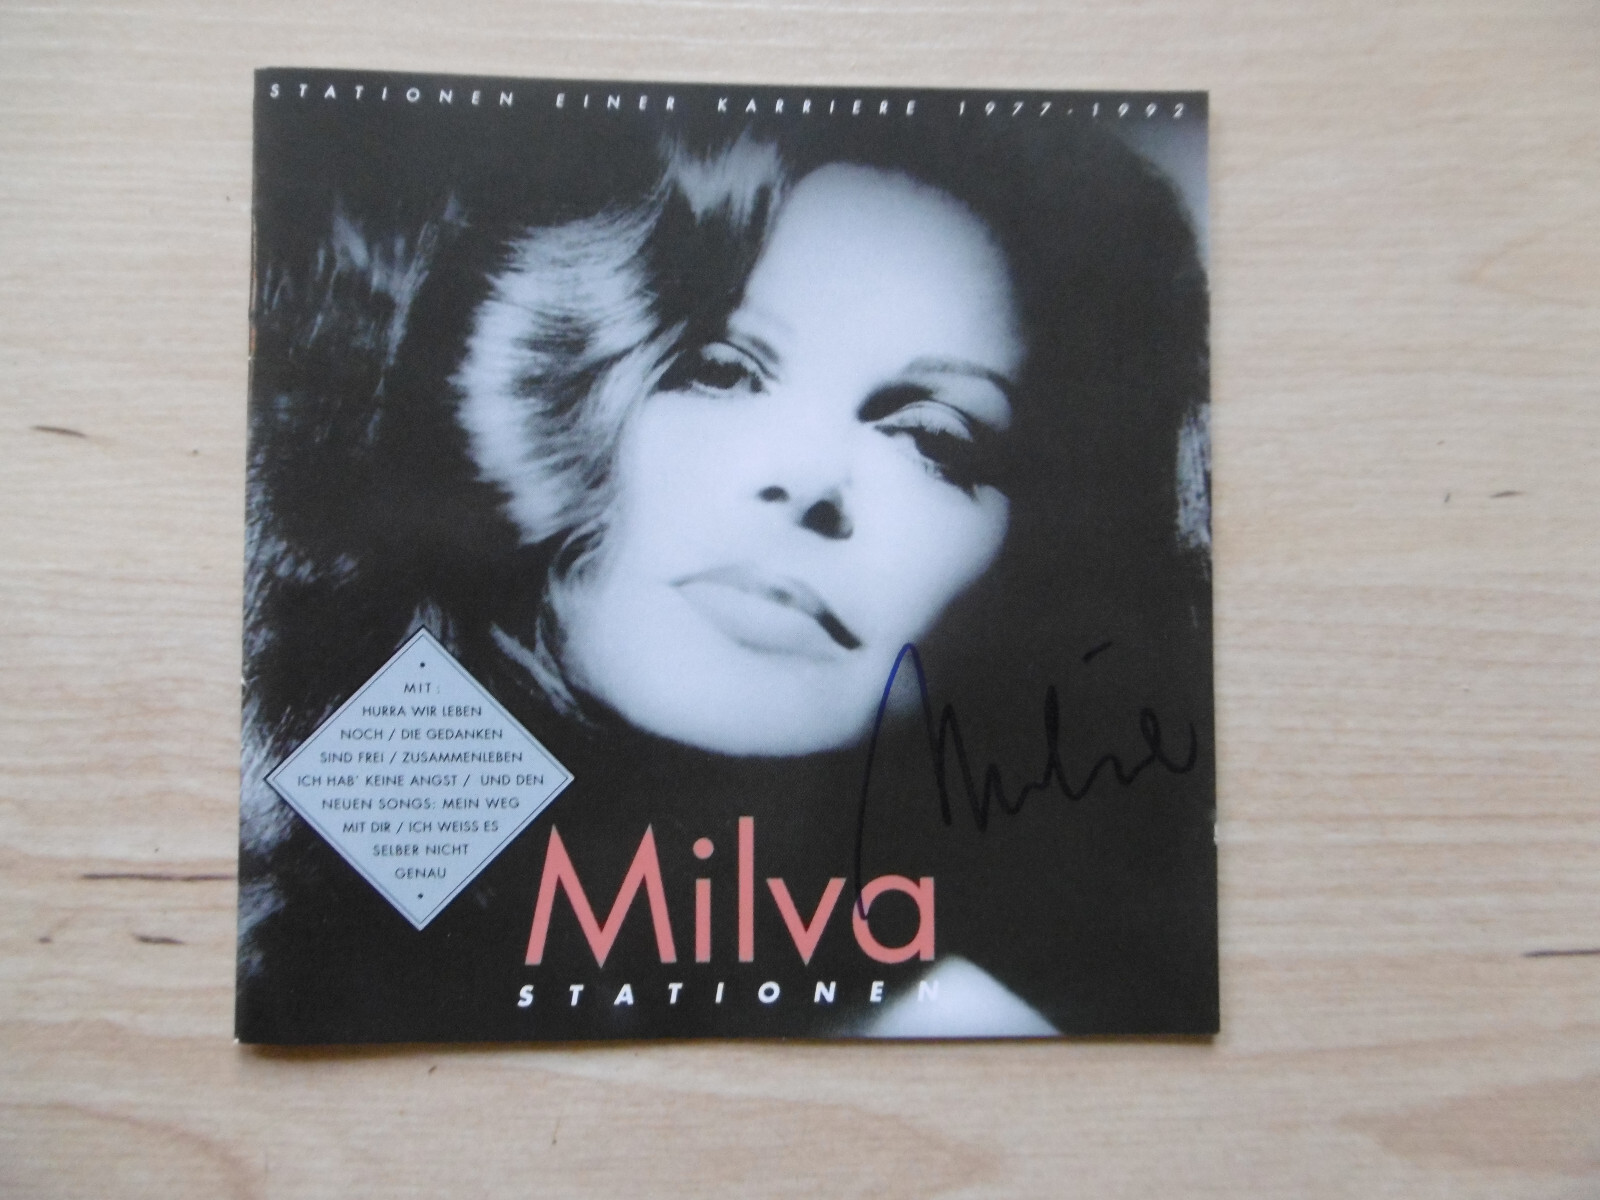 STATIONEN EINER KARRIERE 1977-1992
MIT:
HURRA WIR LEBEN
NOCH / DIE GEDANKEN
SIND FREI / ZUSAMMENLEBEN
ICH HAB' KEINE ANGST / UND DEN
NEUEN SONGS: MEIN WEG
MIT DIR / ICH WEISS ES
SELBER NICHT
GENAU
Milva
Milva
STATIONEN